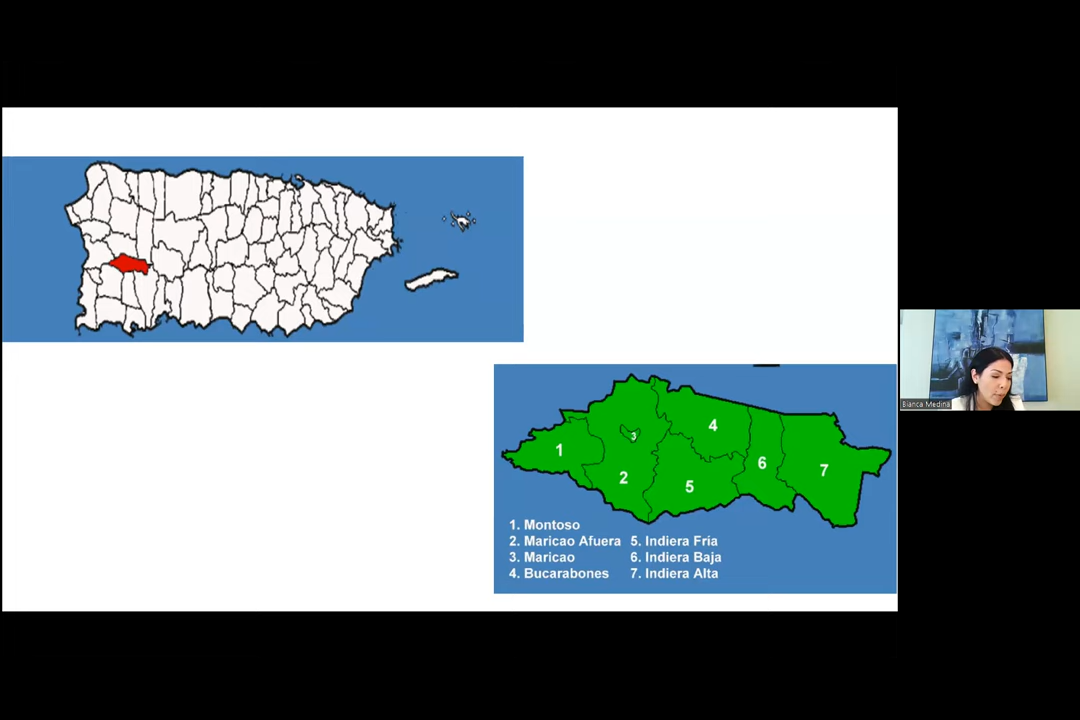 1
2
3
4
5
6
7
1. Montoso
2. Maricao Afuera
3. Maricao
4. Bucarabones
5. Indiera Fría
6. Indiera Baja
7. Indiera Alta
Bianca Medina